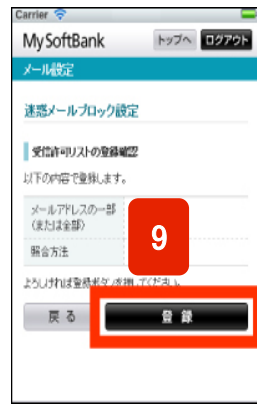 Carrier
My SoftBank トップへ ログアウト
メール設定
迷惑メールブロック設定
受信許可リストの登録確認
以下の内容で登録します。
メールアドレスの一部
(または全部)
9
照合方法
よろしければ登録ボタンを押してください。
戻る 登録